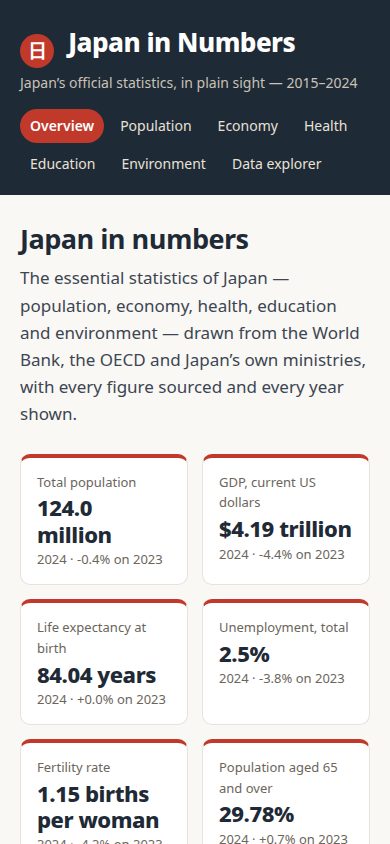 日 Japan in Numbers
Japan's official statistics, in plain sight — 2015–2024
Overview Population Economy Health
Education Environment Data explorer
Japan in numbers
The essential statistics of Japan —
population, economy, health, education
and environment — drawn from the World
Bank, the OECD and Japan's own ministries,
with every figure sourced and every year
shown.
Total population
124.0
million
2024 · -0.4% on 2023
GDP, current US
dollars
$4.19 trillion
2024 · -4.4% on 2023
Life expectancy at
birth
84.04 years
2024 · +0.0% on 2023
Unemployment, total
2.5%
2024 · -3.8% on 2023
Fertility rate
1.15 births
per woman
2024 · -4.2% on 2023
Population aged 65
and over
29.78%
2024 · +0.7% on 2023